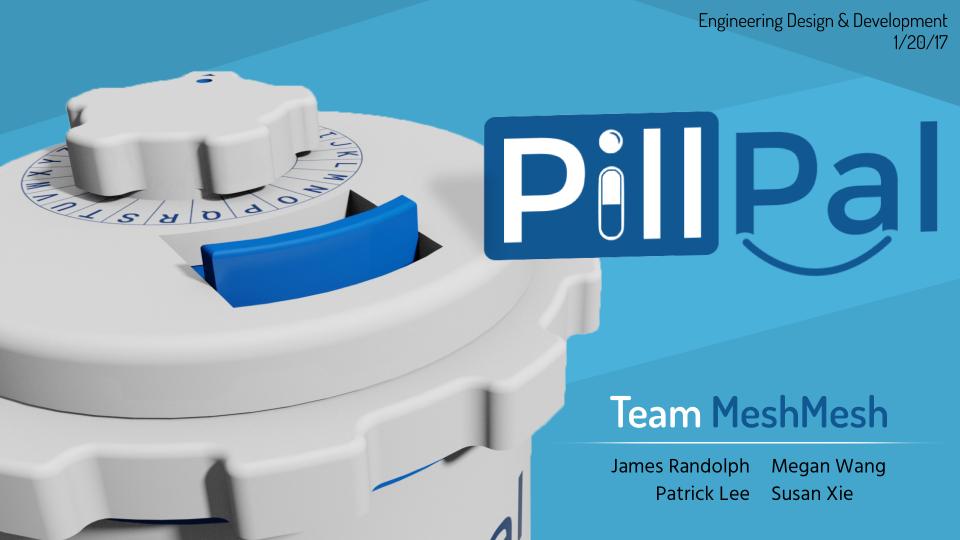 Engineering Design & Development
1/20/17
PillPal
J K L M N O P Q R S T U V W X
Team MeshMesh
James Randolph Megan Wang
Patrick Lee Susan Xie